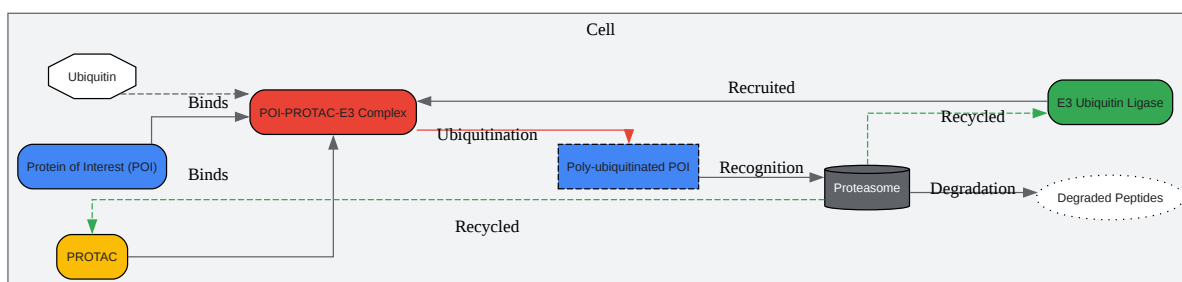 Cell
Ubiquitin
Binds
POI-PROTAC-E3 Complex
Recruited
E3 Ubiquitin Ligase
Recycled
Ubiquitination
Protein of Interest (POI)
Binds
Poly-ubiquitinated POI
Recognition
Proteasome
Degradation
Degraded Peptides
Recycled
PROTAC